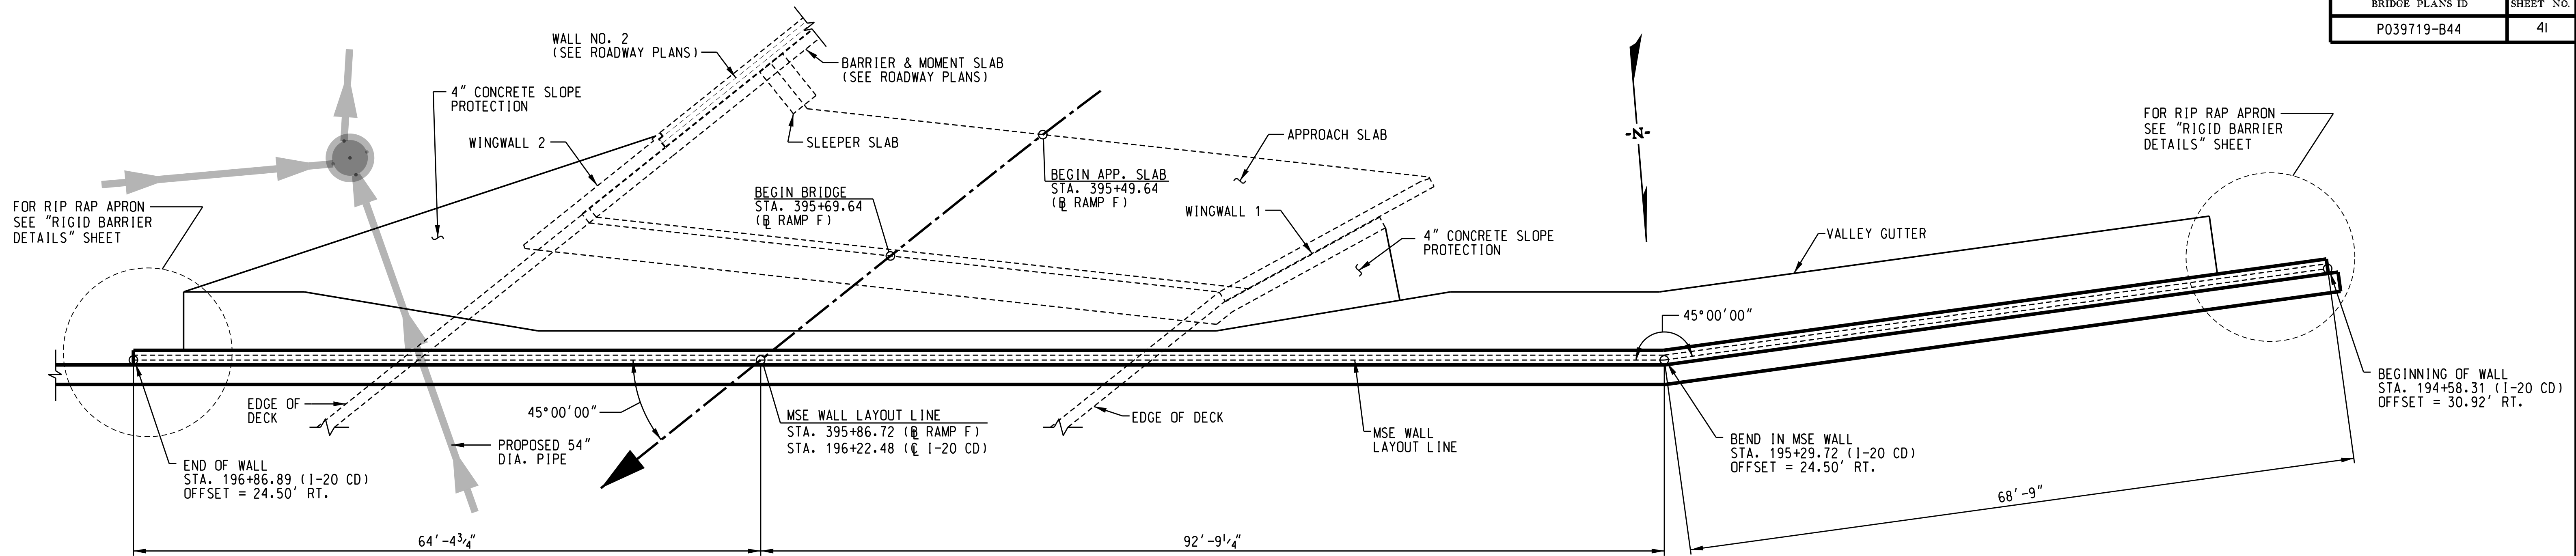 BRIDGE PLANS ID
SHEET NO.
P039719-B44
41
WALL NO. 2
(SEE ROADWAY PLANS)
BARRIER & MOMENT SLAB
(SEE ROADWAY PLANS)
4" CONCRETE SLOPE
PROTECTION
WINGWALL 2
SLEEPER SLAB
APPROACH SLAB
-N-
FOR RIP RAP APRON
SEE "RIGID BARRIER
DETAILS" SHEET
BEGIN APP. SLAB
STA. 395+49.64
(℄ RAMP F)
BEGIN BRIDGE
STA. 395+69.64
(℄ RAMP F)
WINGWALL 1
FOR RIP RAP APRON
SEE "RIGID BARRIER
DETAILS" SHEET
4" CONCRETE SLOPE
PROTECTION
VALLEY GUTTER
45°00'00"
EDGE OF
DECK
45°00'00"
MSE WALL LAYOUT LINE
STA. 395+86.72 (℄ RAMP F)
STA. 196+22.48 (℄ I-20 CD)
EDGE OF DECK
MSE WALL
LAYOUT LINE
BEGINNING OF WALL
STA. 194+58.31 (I-20 CD)
OFFSET = 30.92' RT.
PROPOSED 54"
DIA. PIPE
END OF WALL
STA. 196+86.89 (I-20 CD)
OFFSET = 24.50' RT.
BEND IN MSE WALL
STA. 195+29.72 (I-20 CD)
OFFSET = 24.50' RT.
68'-9"
64'-4¾"
92'-9¼"